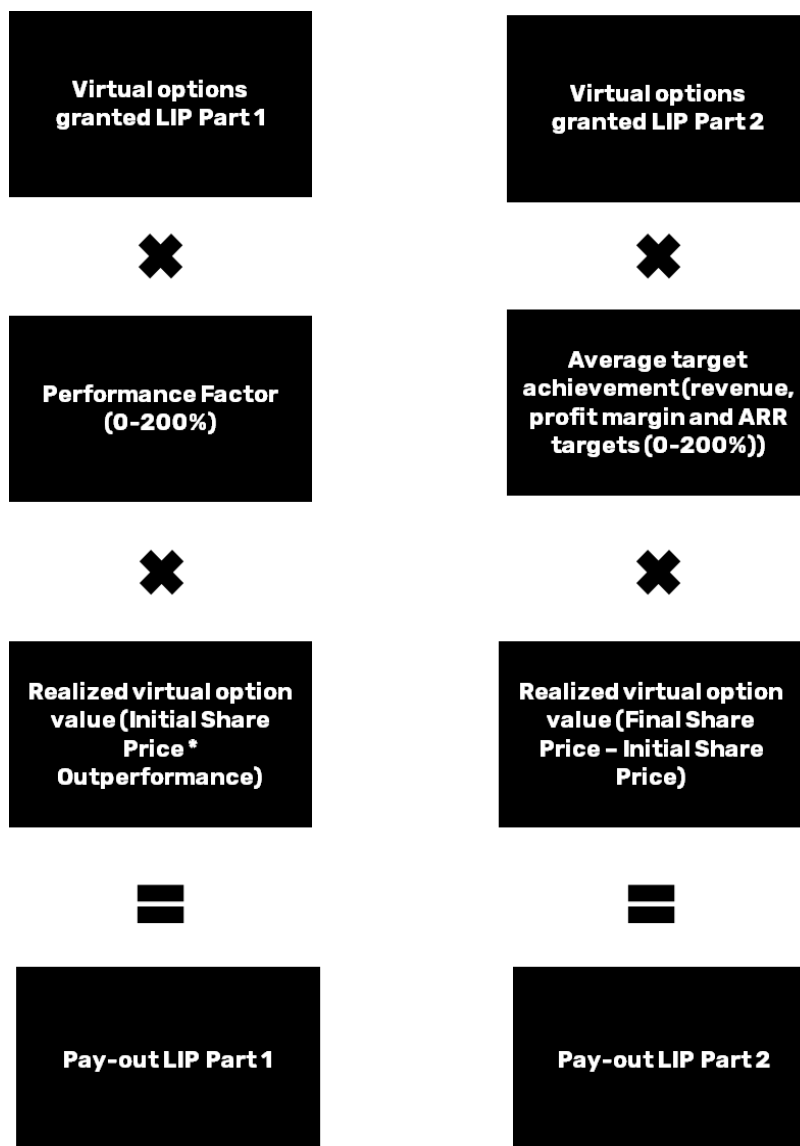 Virtual options
granted LIP Part 1
Performance Factor
(0-200%)
Realized virtual option
value (Initial Share
Price *
Outperformance)
Pay-out LIP Part 1
Virtual options
granted LIP Part 2
Average target
achievement (revenue,
profit margin and ARR
targets (0-200%))
Realized virtual option
value (Final Share
Price – Initial Share
Price)
Pay-out LIP Part 2